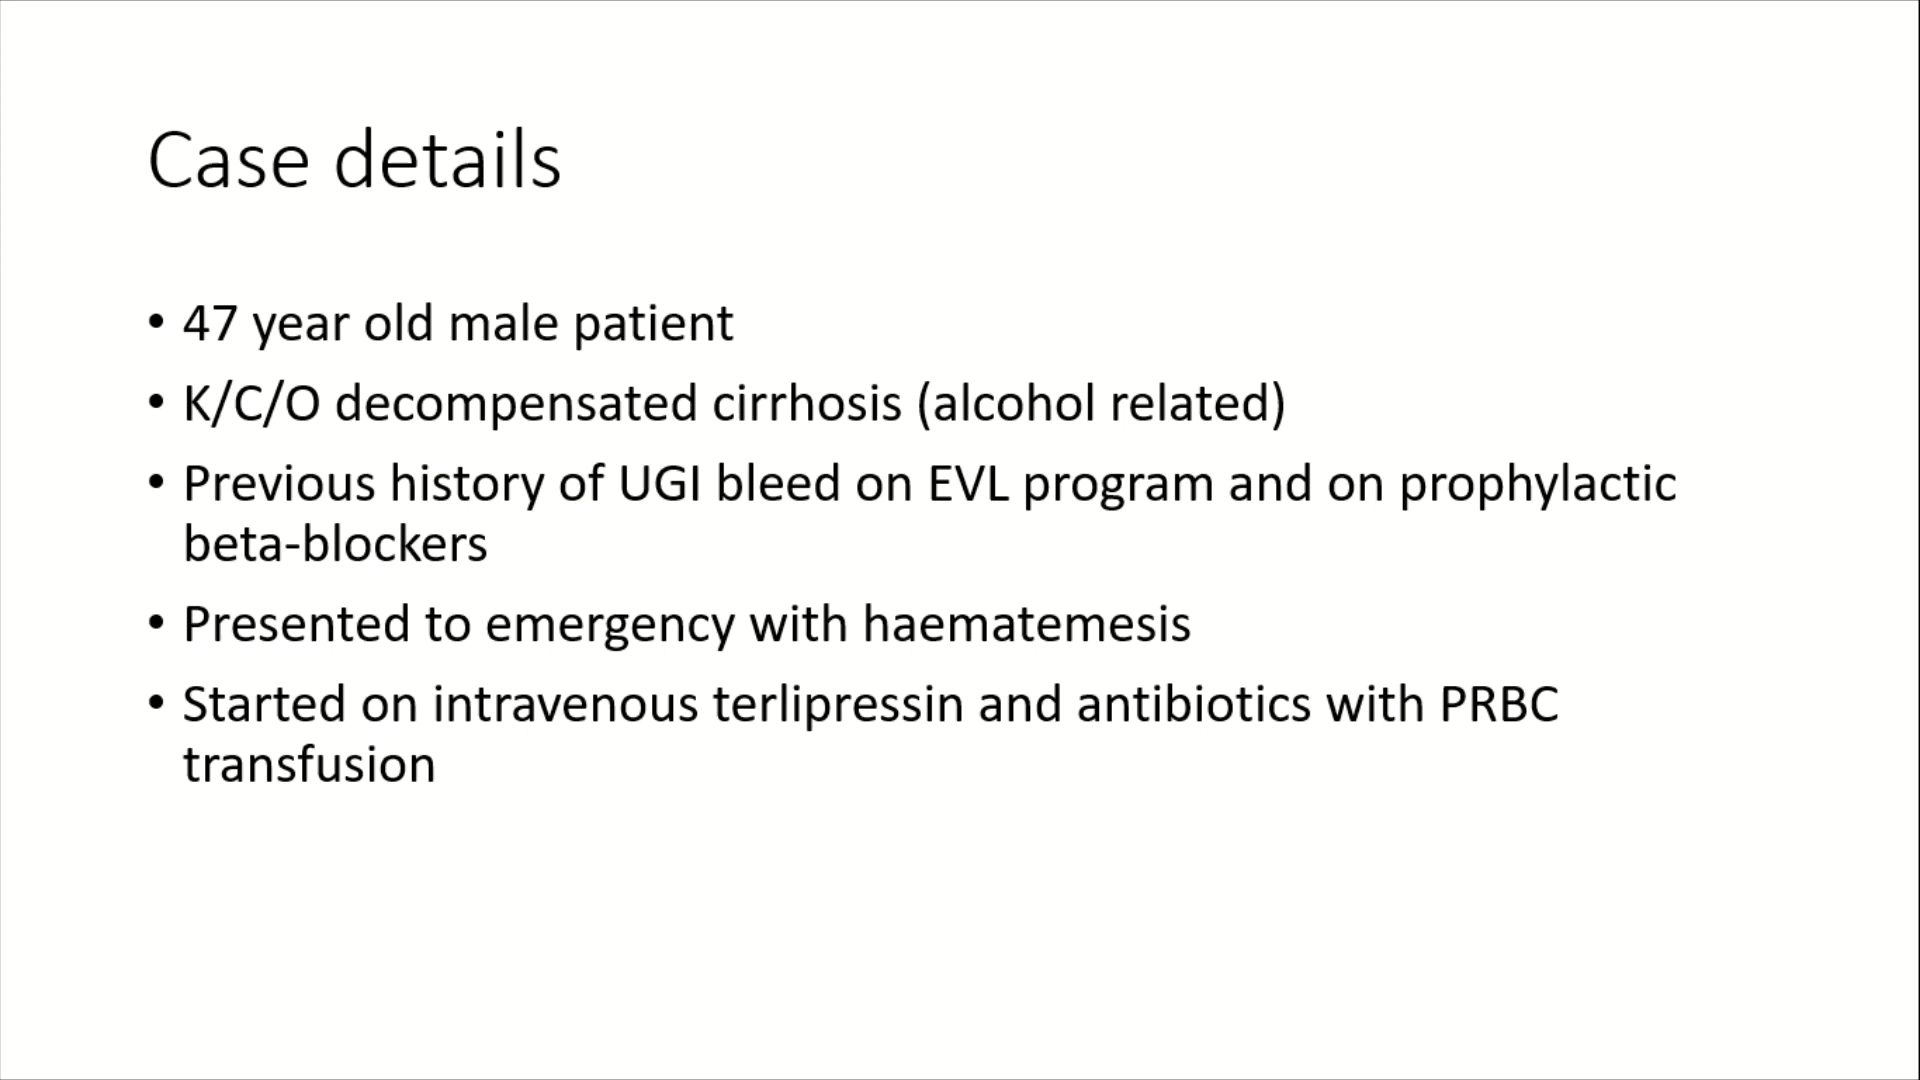 Case details
• 47 year old male patient
• K/C/O decompensated cirrhosis (alcohol related)
• Previous history of UGI bleed on EVL program and on prophylactic
beta-blockers
• Presented to emergency with haematemesis
• Started on intravenous terlipressin and antibiotics with PRBC
transfusion